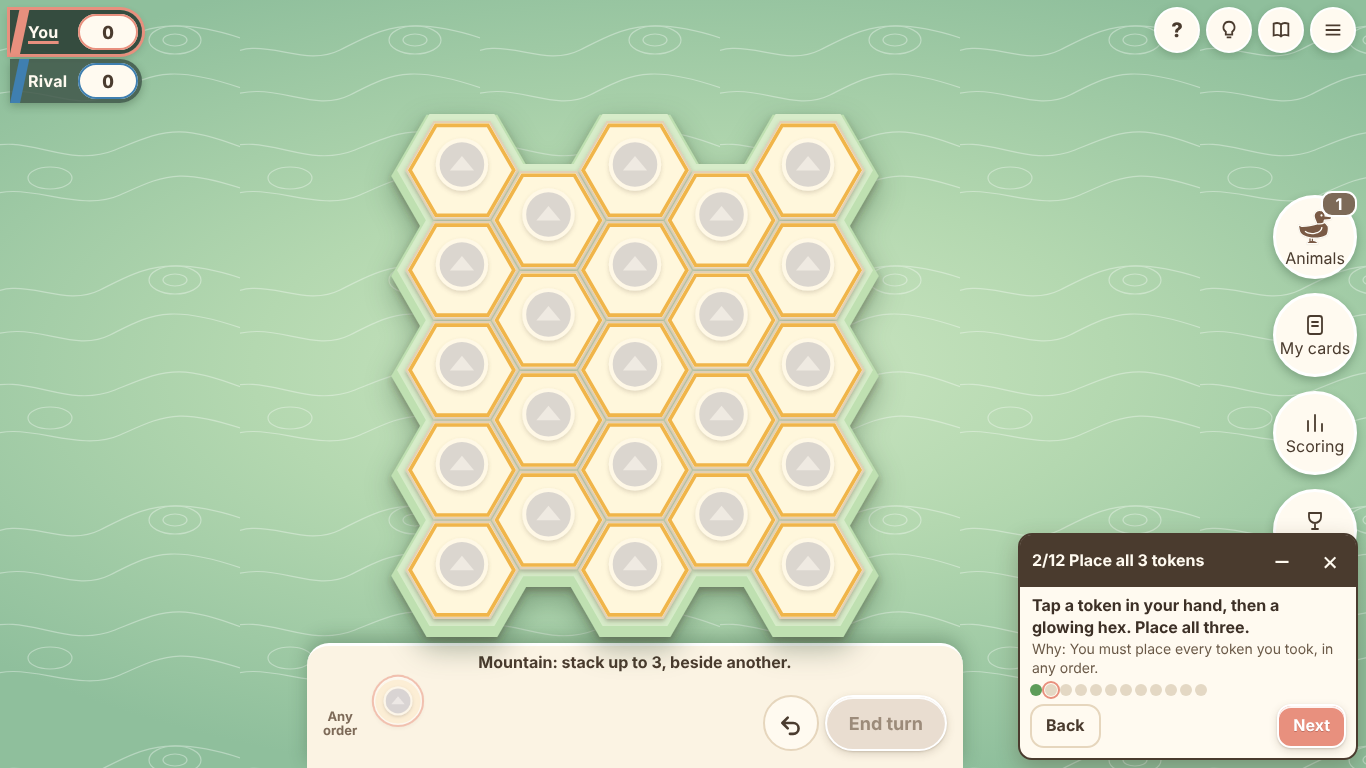 You 0
Rival 0
?
1
Animals
My cards
Scoring
Mountain: stack up to 3, beside another.
Any
order
End turn
2/12 Place all 3 tokens
Tap a token in your hand, then a
glowing hex. Place all three.
Why: You must place every token you took, in
any order.
Back
Next